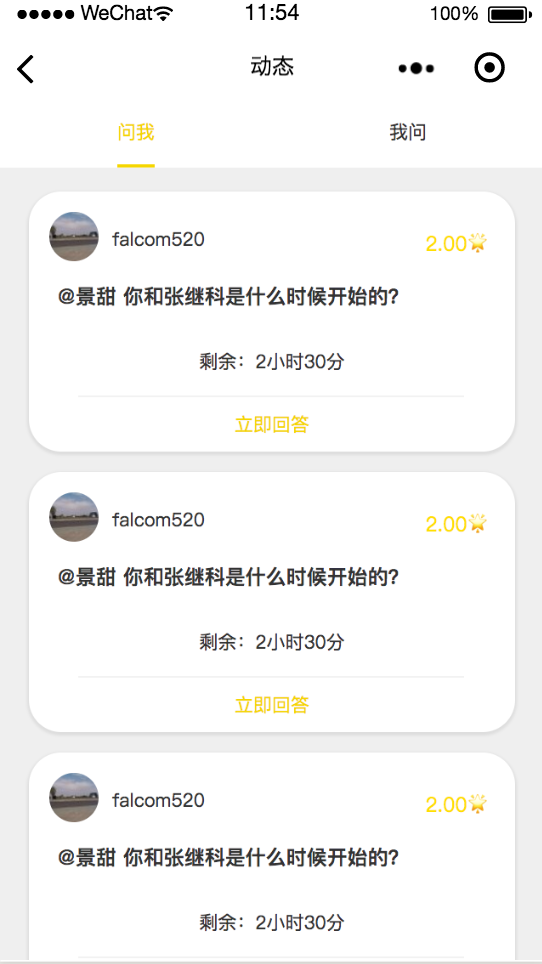 WeChat 11:54 100%
动态
问我 我问
falcom520 2.00
@景甜 你和张继科是什么时候开始的?
剩余：2小时30分
立即回答
falcom520 2.00
@景甜 你和张继科是什么时候开始的?
剩余：2小时30分
立即回答
falcom520 2.00
@景甜 你和张继科是什么时候开始的?
剩余：2小时30分